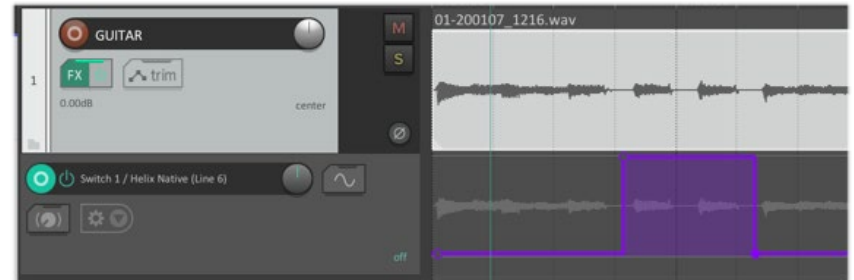 GUITAR
M
01-200107_1216.wav
S
1
FX
trim
0.00dB
center
Switch 1 / Helix Native (Line 6)
off